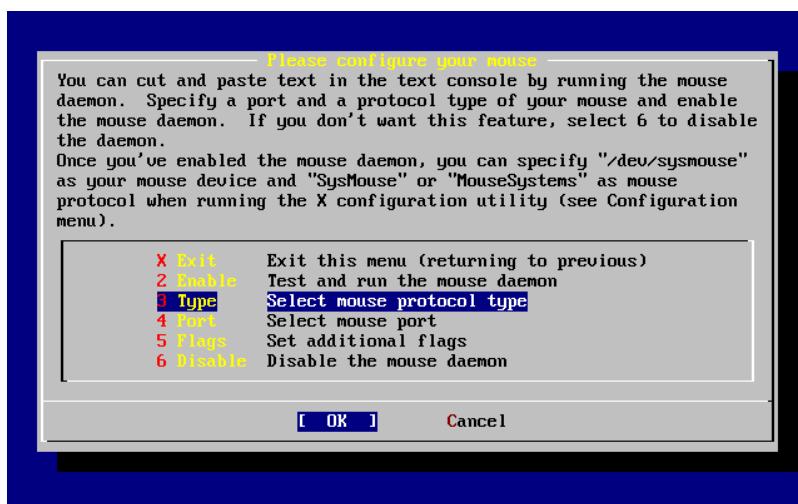 Please configure your mouse
You can cut and paste text in the text console by running the mouse
daemon.  Specify a port and a protocol type of your mouse and enable
the mouse daemon.  If you don't want this feature, select 6 to disable
the daemon.
Once you've enabled the mouse daemon, you can specify "/dev/sysmouse"
as your mouse device and "SysMouse" or "MouseSystems" as mouse
protocol when running the X configuration utility (see Configuration
menu).
X Exit Exit this menu (returning to previous)
2 Enable Test and run the mouse daemon
3 Type Select mouse protocol type
4 Port Select mouse port
5 Flags Set additional flags
6 Disable Disable the mouse daemon
[ OK ] Cancel